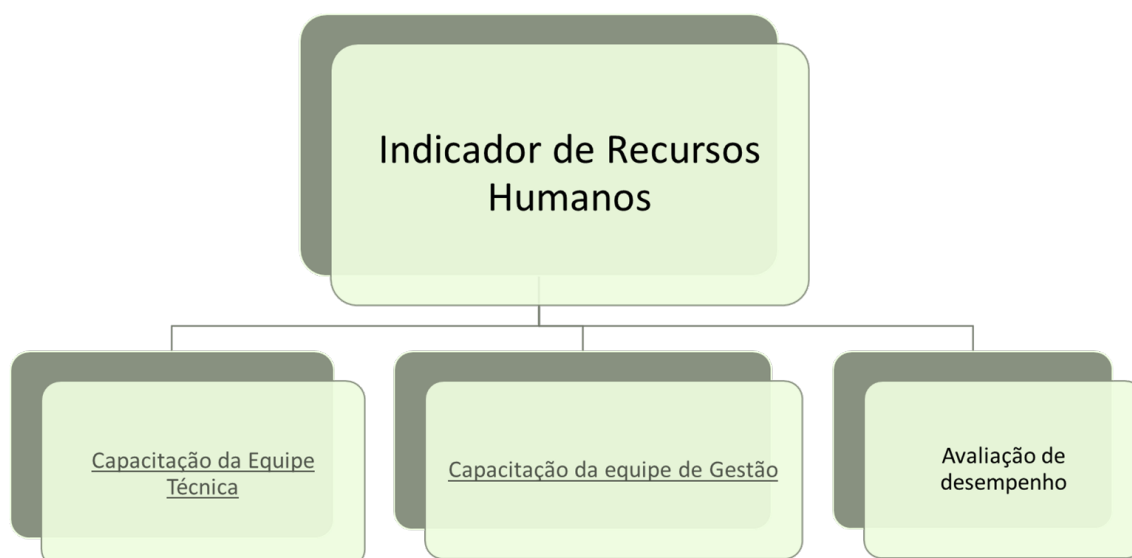 Indicador de Recursos
Humanos
Capacitação da Equipe
Técnica
Capacitação da equipe de Gestão
Avaliação de
desempenho